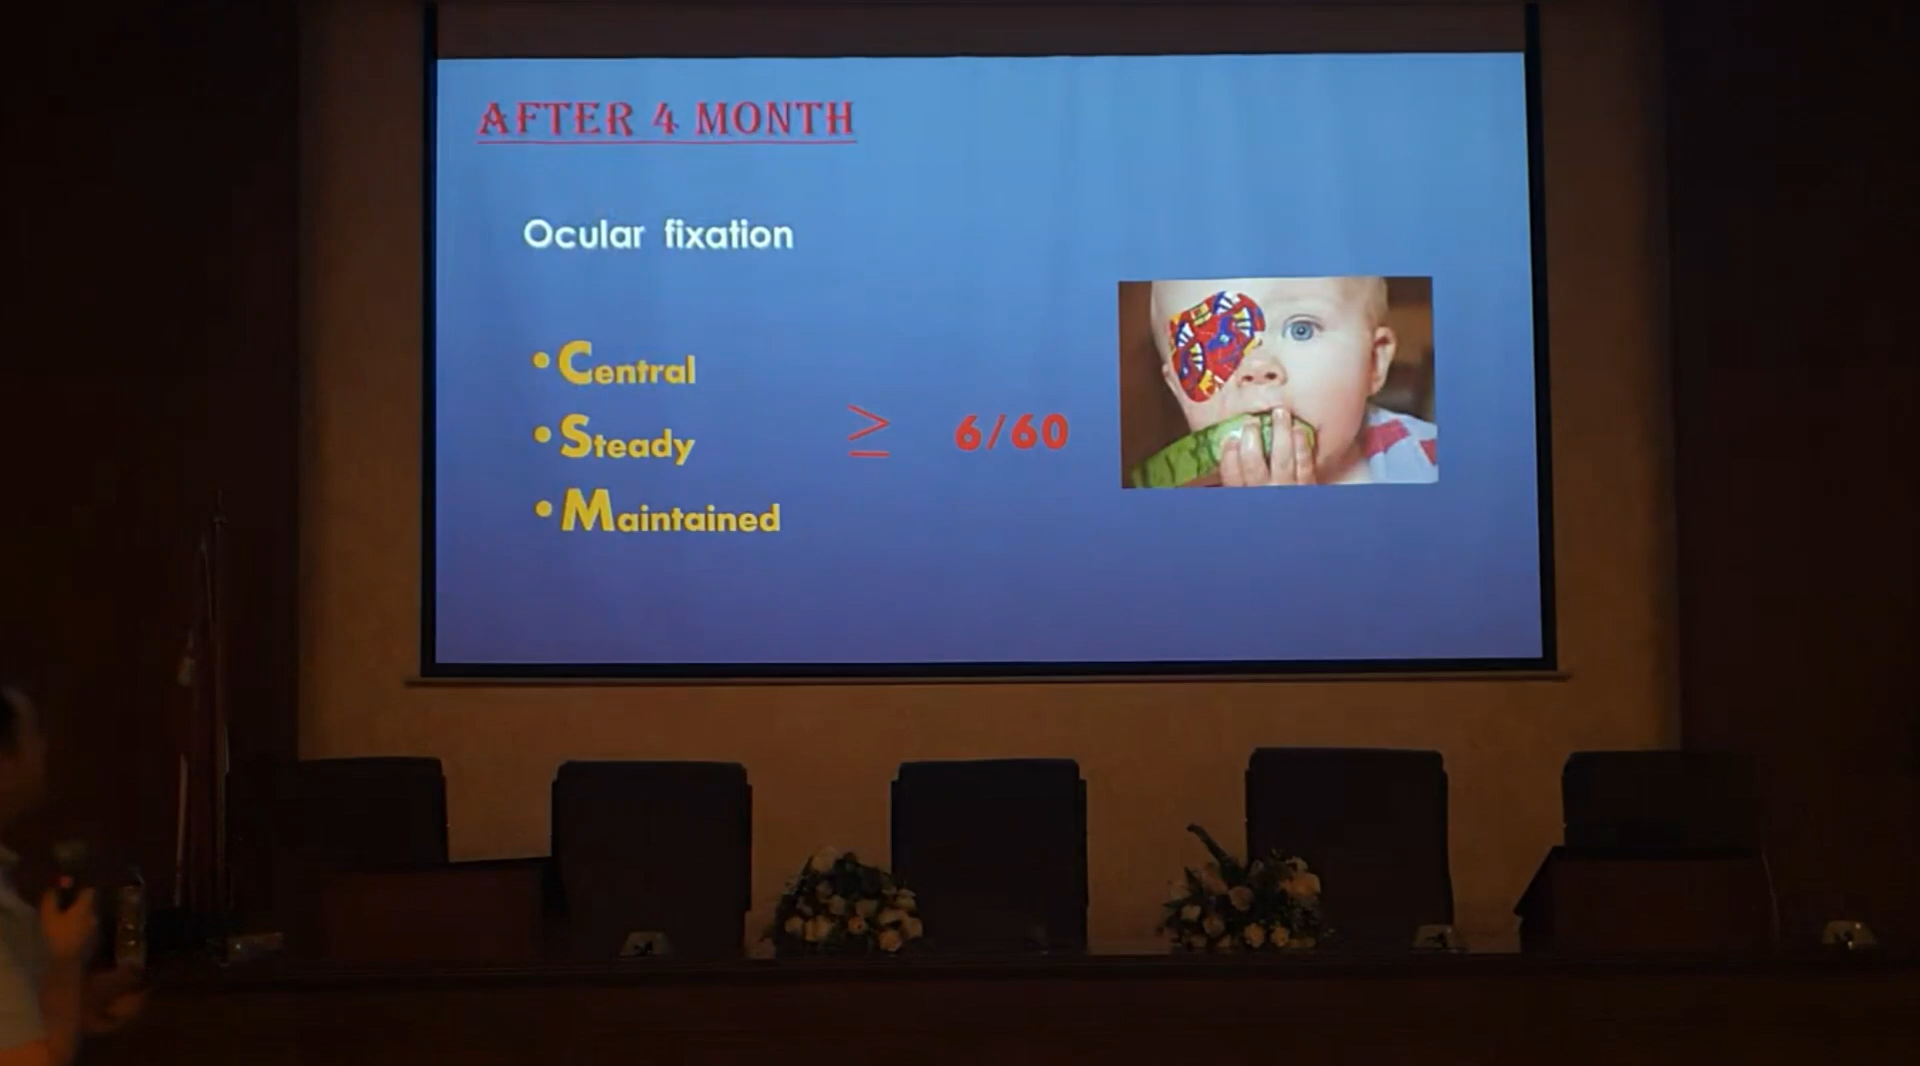 AFTER 4 MONTH
Ocular fixation
• Central
• Steady
≥ 6/60
• Maintained